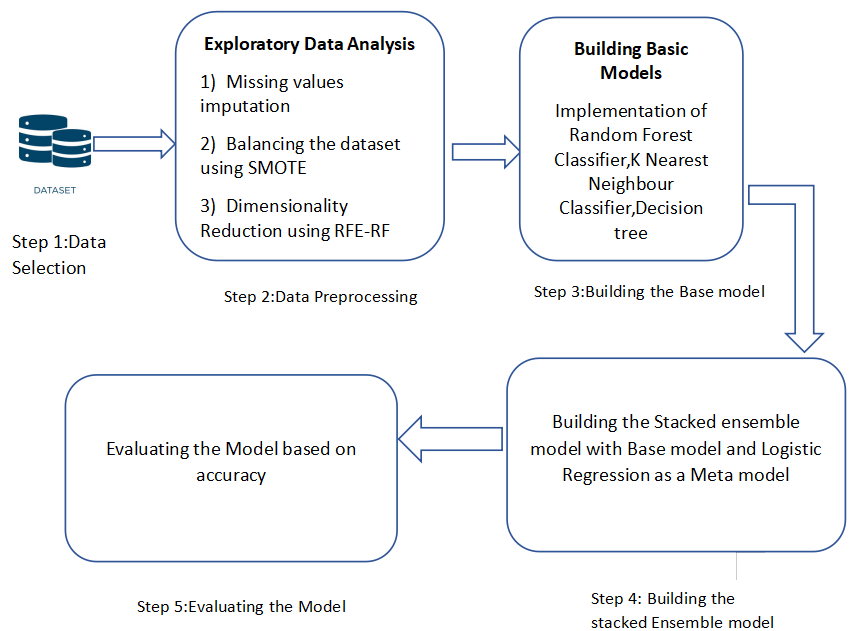 DATASET
Step 1:Data
Selection
Exploratory Data Analysis
1) Missing values
imputation
2) Balancing the dataset
using SMOTE
3) Dimensionality
Reduction using RFE-RF
Step 2:Data Preprocessing
Building Basic
Models
Implementation of
Random Forest
Classifier,K Nearest
Neighbour
Classifier,Decision
tree
Step 3:Building the Base model
Building the Stacked ensemble
model with Base model and Logistic
Regression as a Meta model
Step 4: Building the
stacked Ensemble model
Evaluating the Model based on
accuracy
Step 5:Evaluating the Model